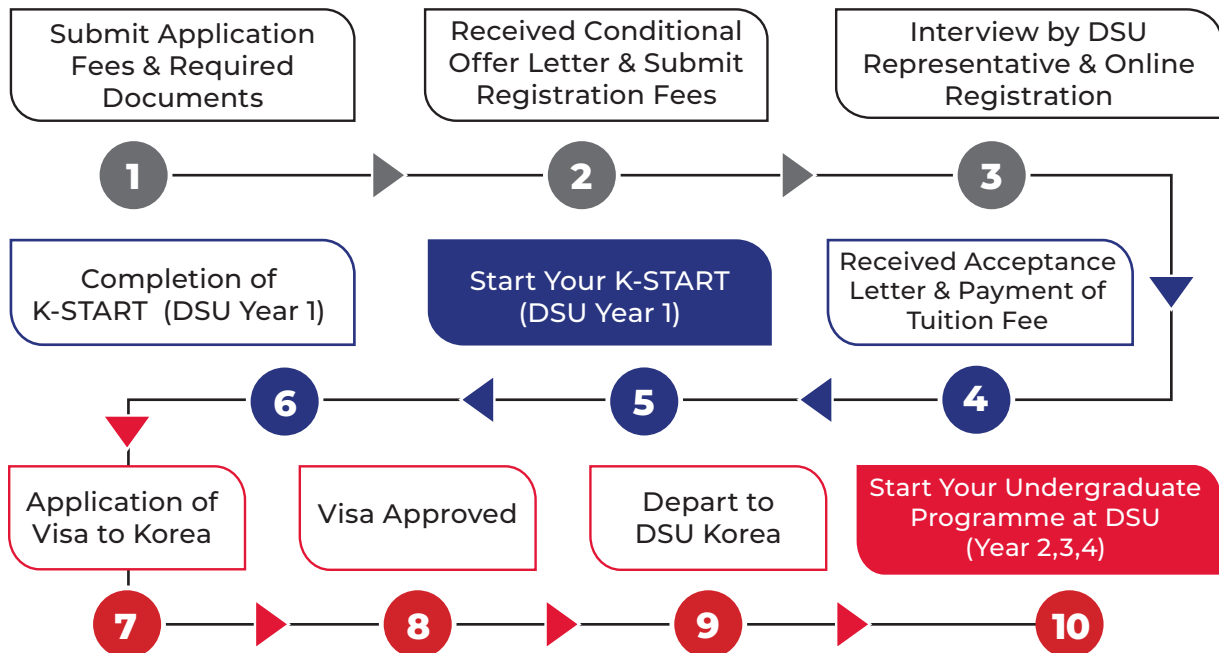 Submit Application
Fees & Required
Documents
Received Conditional
Offer Letter & Submit
Registration Fees
Interview by DSU
Representative & Online
Registration
1
2
3
Received Acceptance
Letter & Payment of
Tuition Fee
Start Your K-START
(DSU Year 1)
Completion of
K-START (DSU Year 1)
4
5
6
Application of
Visa to Korea
Visa Approved
Depart to
DSU Korea
Start Your Undergraduate
Programme at DSU
(Year 2,3,4)
7
8
9
10